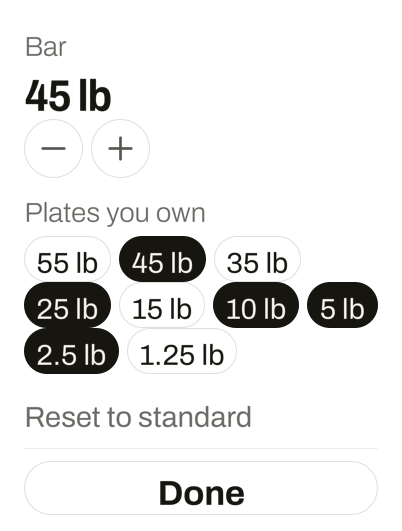 Bar
45 lb
Plates you own
55 lb 45 lb 35 lb
25 lb 15 lb 10 lb 5 lb
2.5 lb 1.25 lb
Reset to standard
Done